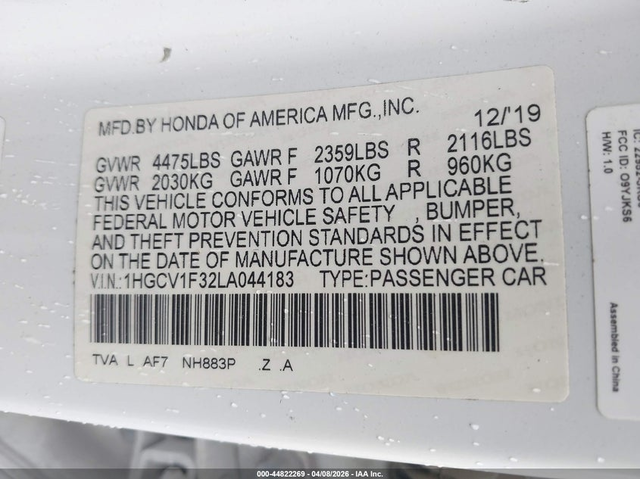 MFD.BY HONDA OF AMERICA MFG.,INC. 12/'19
GVWR 4475LBS GAWR F 2359LBS R 2116LBS
GVWR 2030KG GAWR F 1070KG R 960KG
THIS VEHICLE CONFORMS TO ALL APPLICABLE
FEDERAL MOTOR VEHICLE SAFETY , BUMPER,
AND THEFT PREVENTION STANDARDS IN EFFECT
ON THE DATE OF MANUFACTURE SHOWN ABOVE.
V.I.N.:1HGCV1F32LA044183 TYPE:PASSENGER CAR
TVA L AF7 NH883P .Z .A
FCC ID: O9YJKS6
H/W: 1.0
Assembled in China
000-44822269 | 04/08/2026 | IAA Inc.